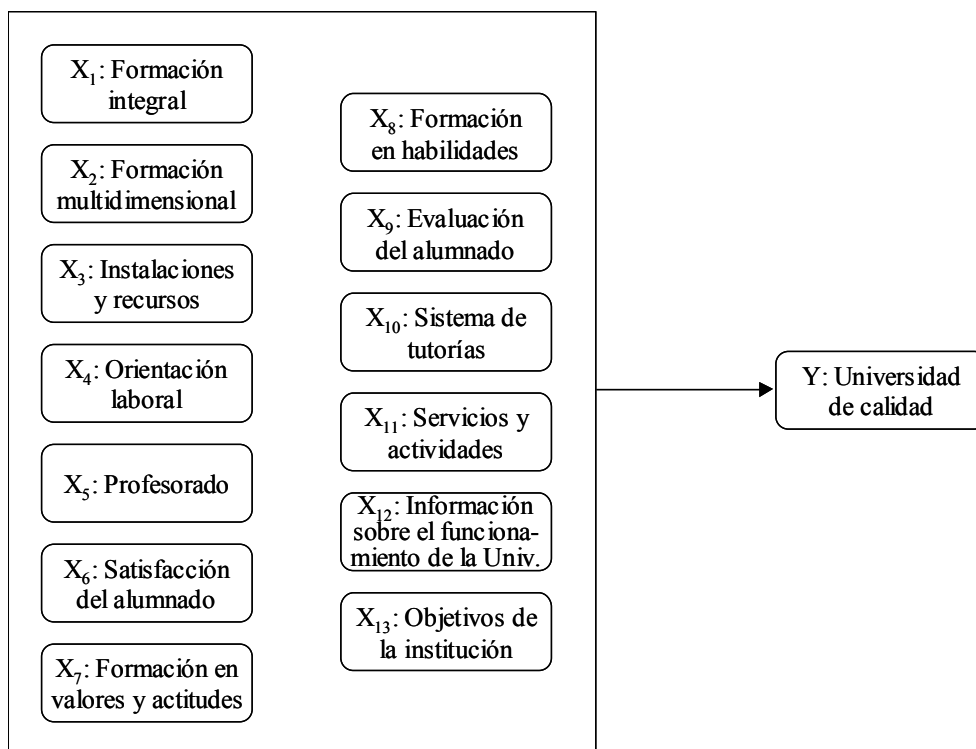 X₁: Formación
integral
X₂: Formación
multidimensional
X₃: Instalaciones
y recursos
X₄: Orientación
laboral
X₅: Profesorado
X₆: Satisfacción
del alumnado
X₇: Formación en
valores y actitudes
X₈: Formación
en habilidades
X₉: Evaluación
del alumnado
X₁₀: Sistema de
tutorías
X₁₁: Servicios y
actividades
X₁₂: Información
sobre el funciona-
miento de la Univ.
X₁₃: Objetivos de
la institución
Y: Universidad
de calidad